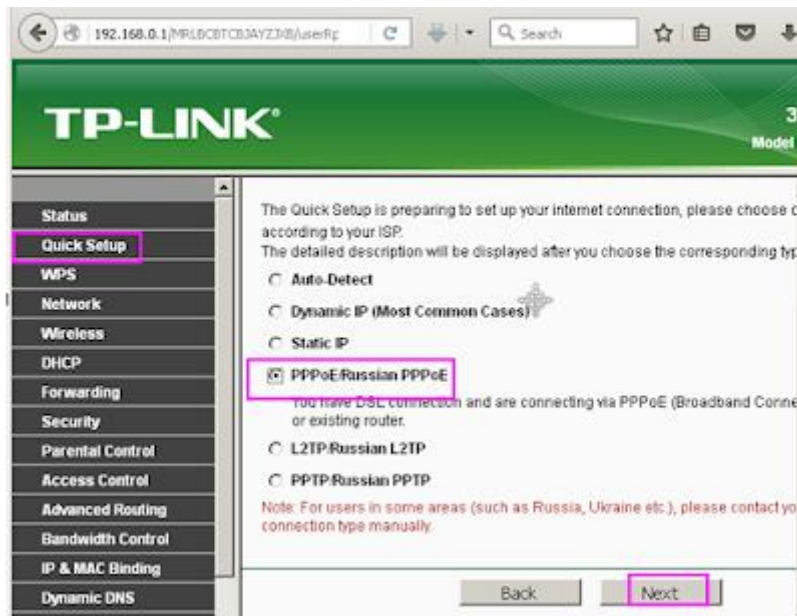 192.168.0.1/MRLBCBTCBJAYZJXB/userRp
Search
TP-LINK®
3
Model
Status
Quick Setup
WPS
Network
Wireless
DHCP
Forwarding
Security
Parental Control
Access Control
Advanced Routing
Bandwidth Control
IP & MAC Binding
Dynamic DNS
The Quick Setup is preparing to set up your internet connection, please choose
according to your ISP.
The detailed description will be displayed after you choose the corresponding typ
Auto-Detect
Dynamic IP (Most Common Cases)
Static IP
PPPoE/Russian PPPoE
You have DSL connection and are connecting via PPPoE (Broadband Conne
or existing router.
L2TP/Russian L2TP
PPTP/Russian PPTP
Note: For users in some areas (such as Russia, Ukraine etc.), please contact yo
connection type manually.
Back
Next